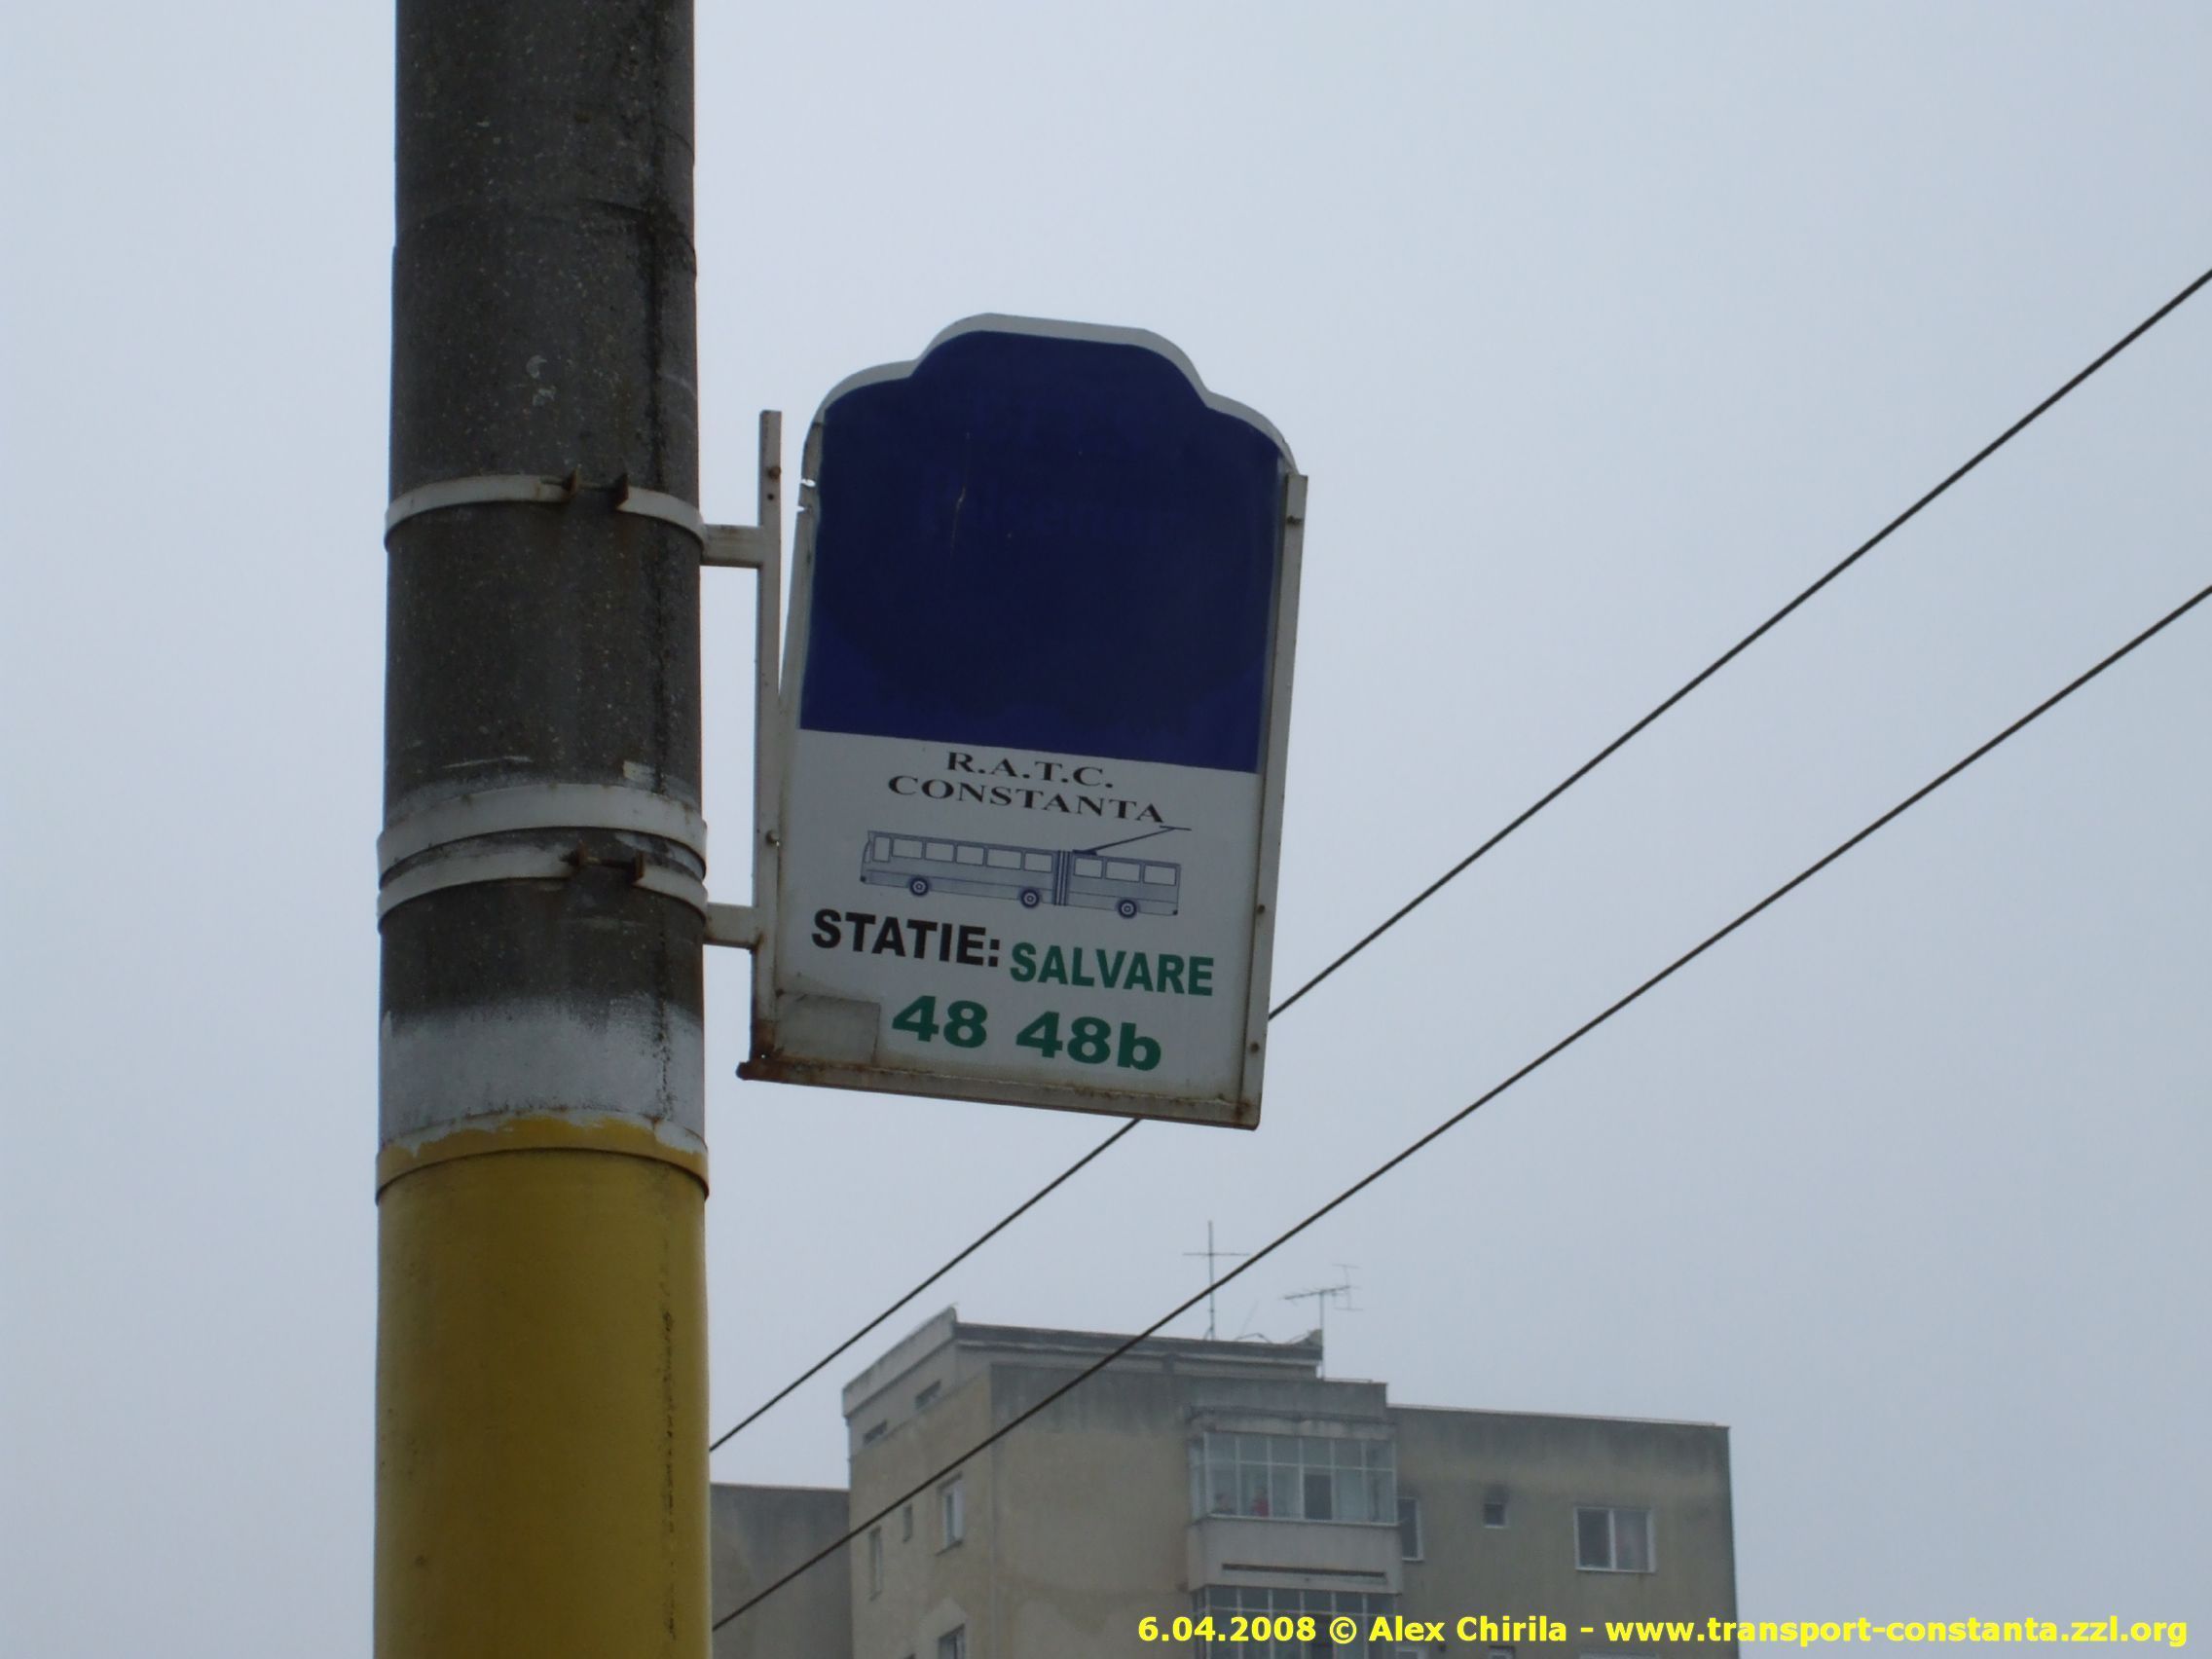 R.A.T.C.
CONSTANTA
STATIE: SALVARE
48 48b
6.04.2008 © Alex Chirila - www.transport-constanta.zzl.org